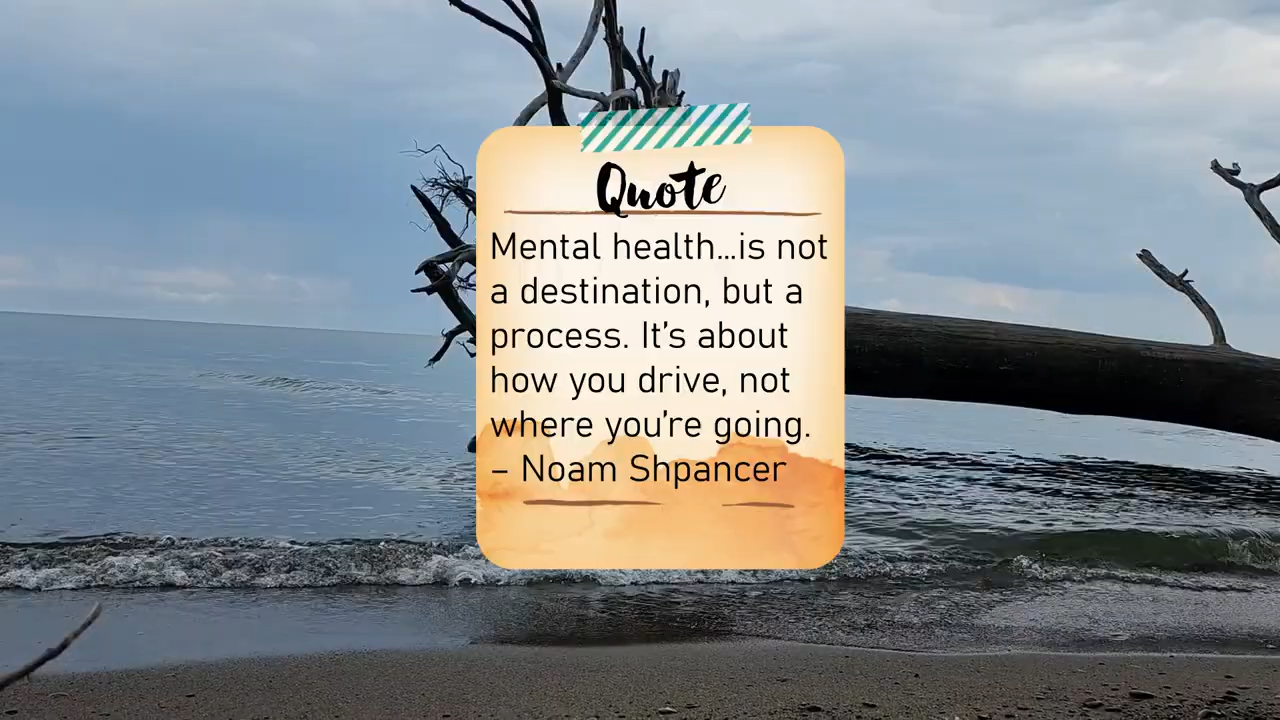 Quote
Mental health...is not
a destination, but a
process. It’s about
how you drive, not
where you’re going.
– Noam Shpancer